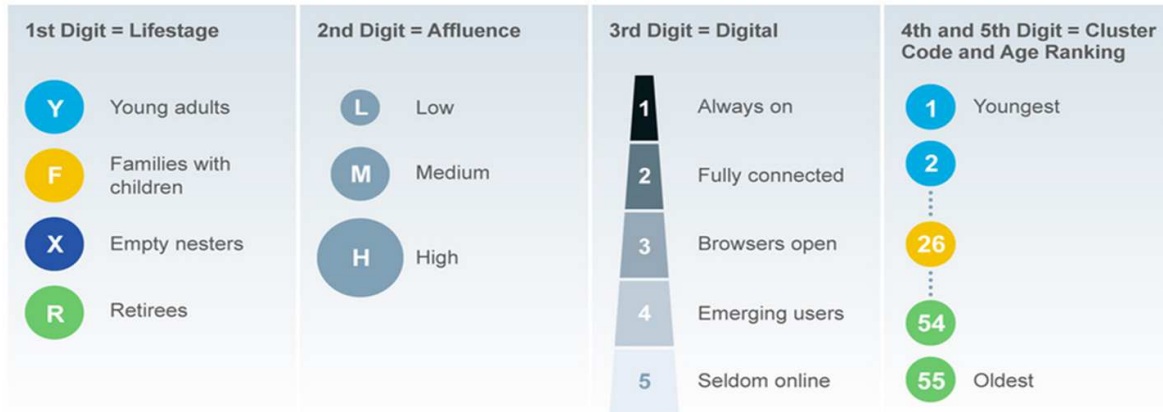 1st Digit = Lifestage
Y Young adults
F Families with
children
X Empty nesters
R Retirees
2nd Digit = Affluence
L Low
M Medium
H High
3rd Digit = Digital
1 Always on
2 Fully connected
3 Browsers open
4 Emerging users
5 Seldom online
4th and 5th Digit = Cluster
Code and Age Ranking
1 Youngest
2
26
54
55 Oldest